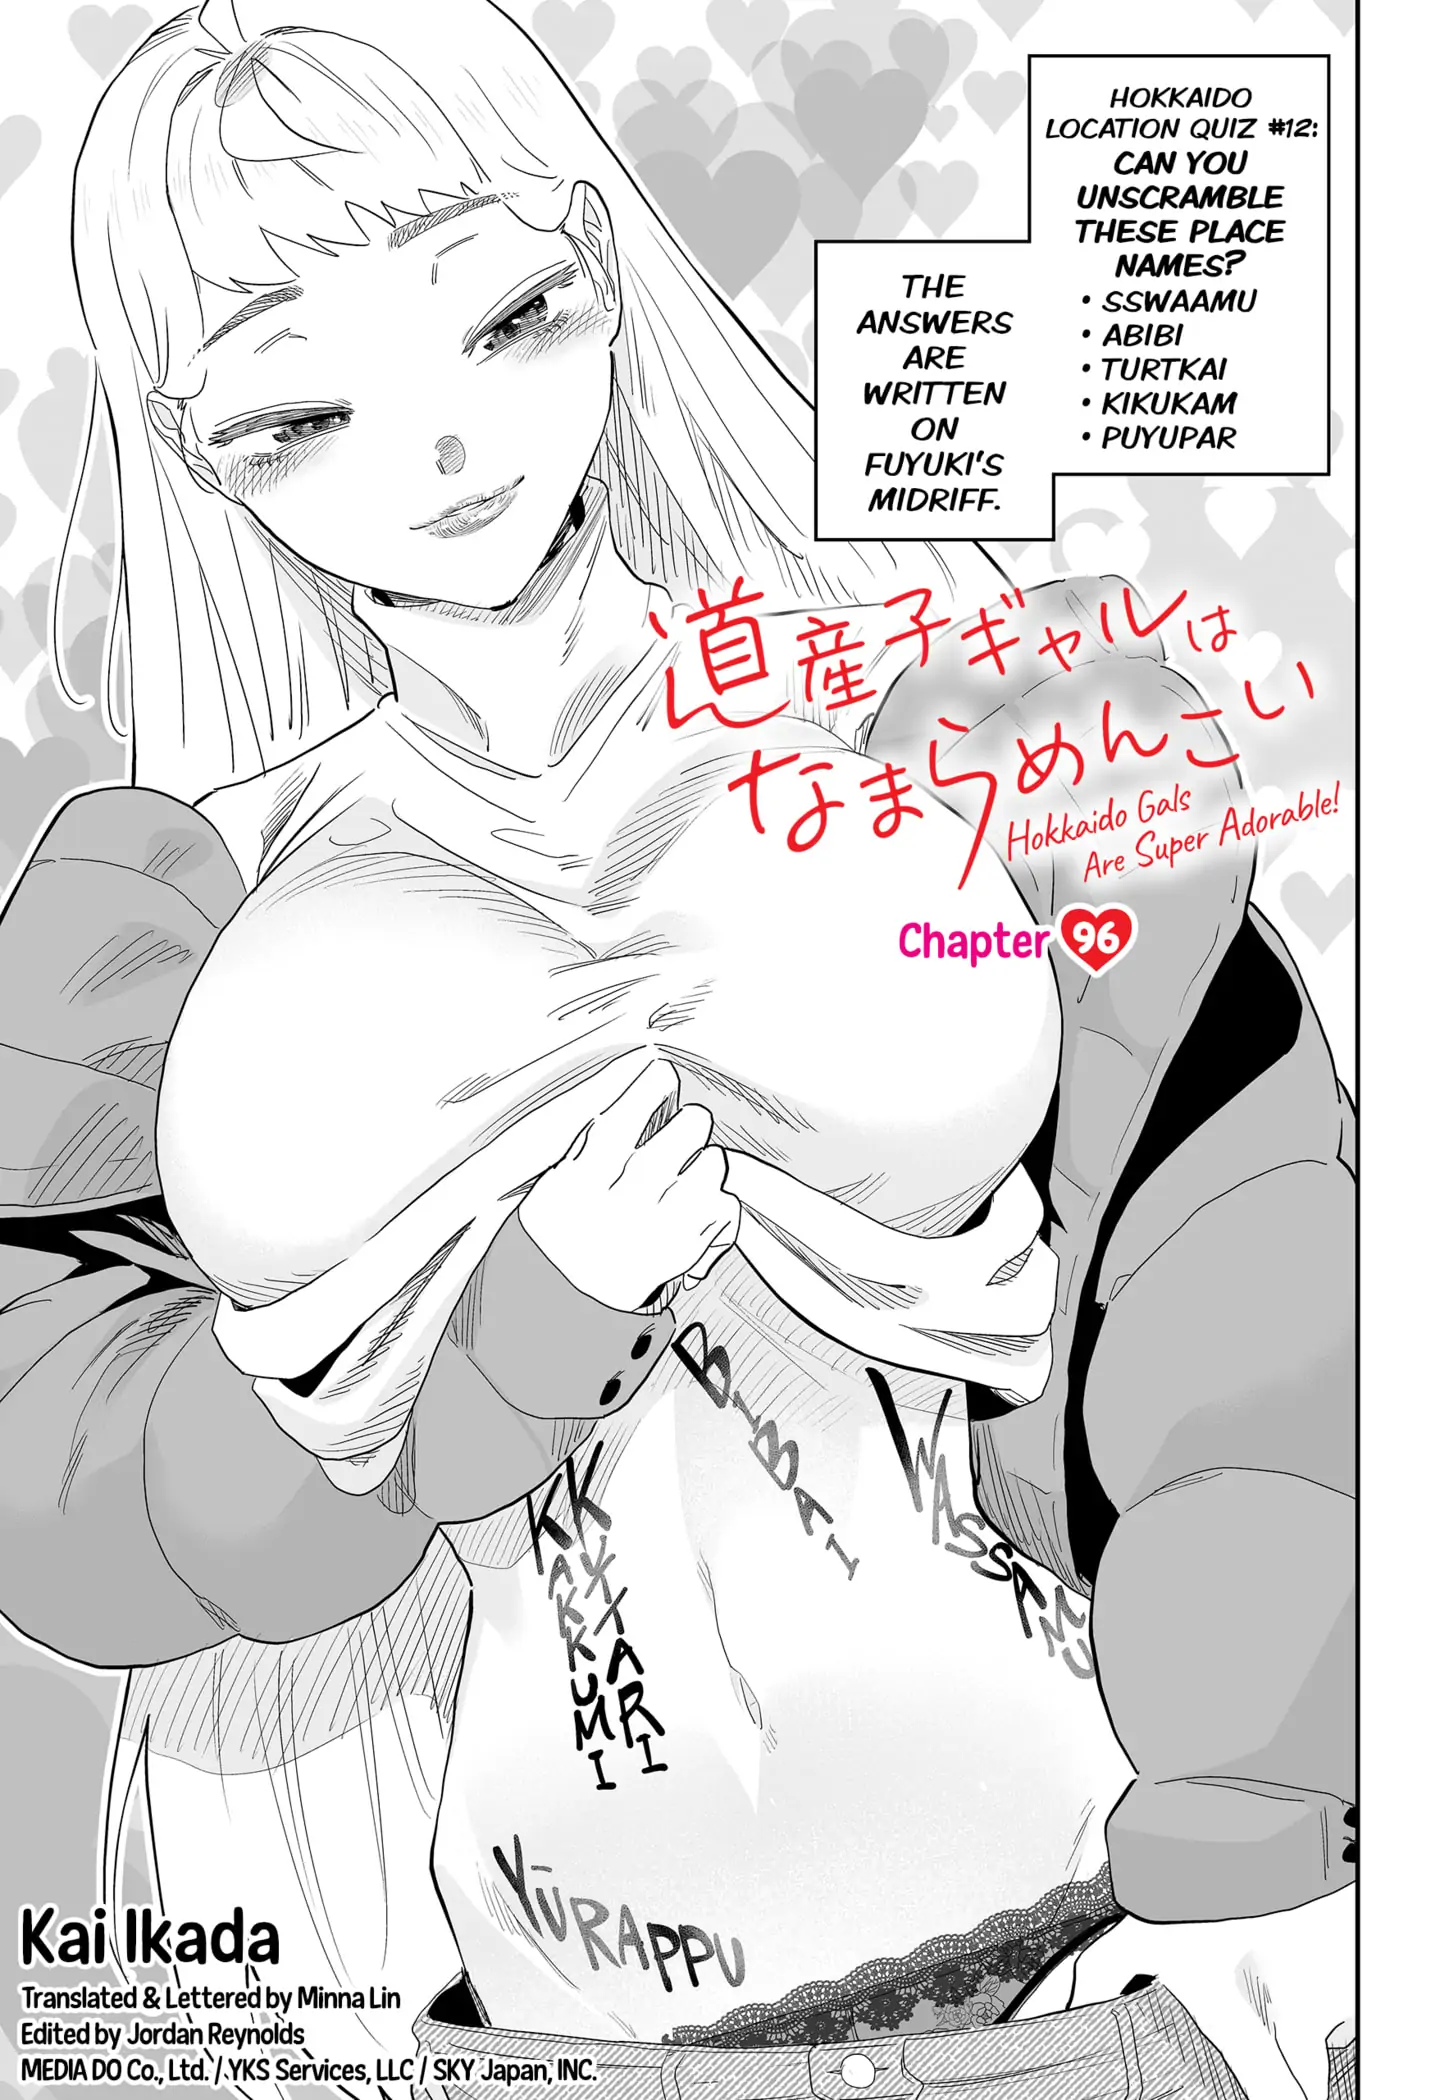 HOKKAIDO
LOCATION QUIZ #12:
CAN YOU
UNSCRAMBLE
THESE PLACE
NAMES?
• SSWAAMU
• ABIBI
• TURTKAI
• KIKUKAM
• PUYUPAR
THE
ANSWERS
ARE
WRITTEN
ON
FUYUKI'S
MIDRIFF.
道産子ギャルは
なまらめんこい
Hokkaido Gals
Are Super Adorable!
Chapter 96
BIBAI
WASSAMU
KYTARI
KAKKUMI
YŪRAPPU
Kai Ikada
Translated & Lettered by Minna Lin
Edited by Jordan Reynolds
MEDIA DO Co., Ltd. / YKS Services, LLC / SKY Japan, INC.